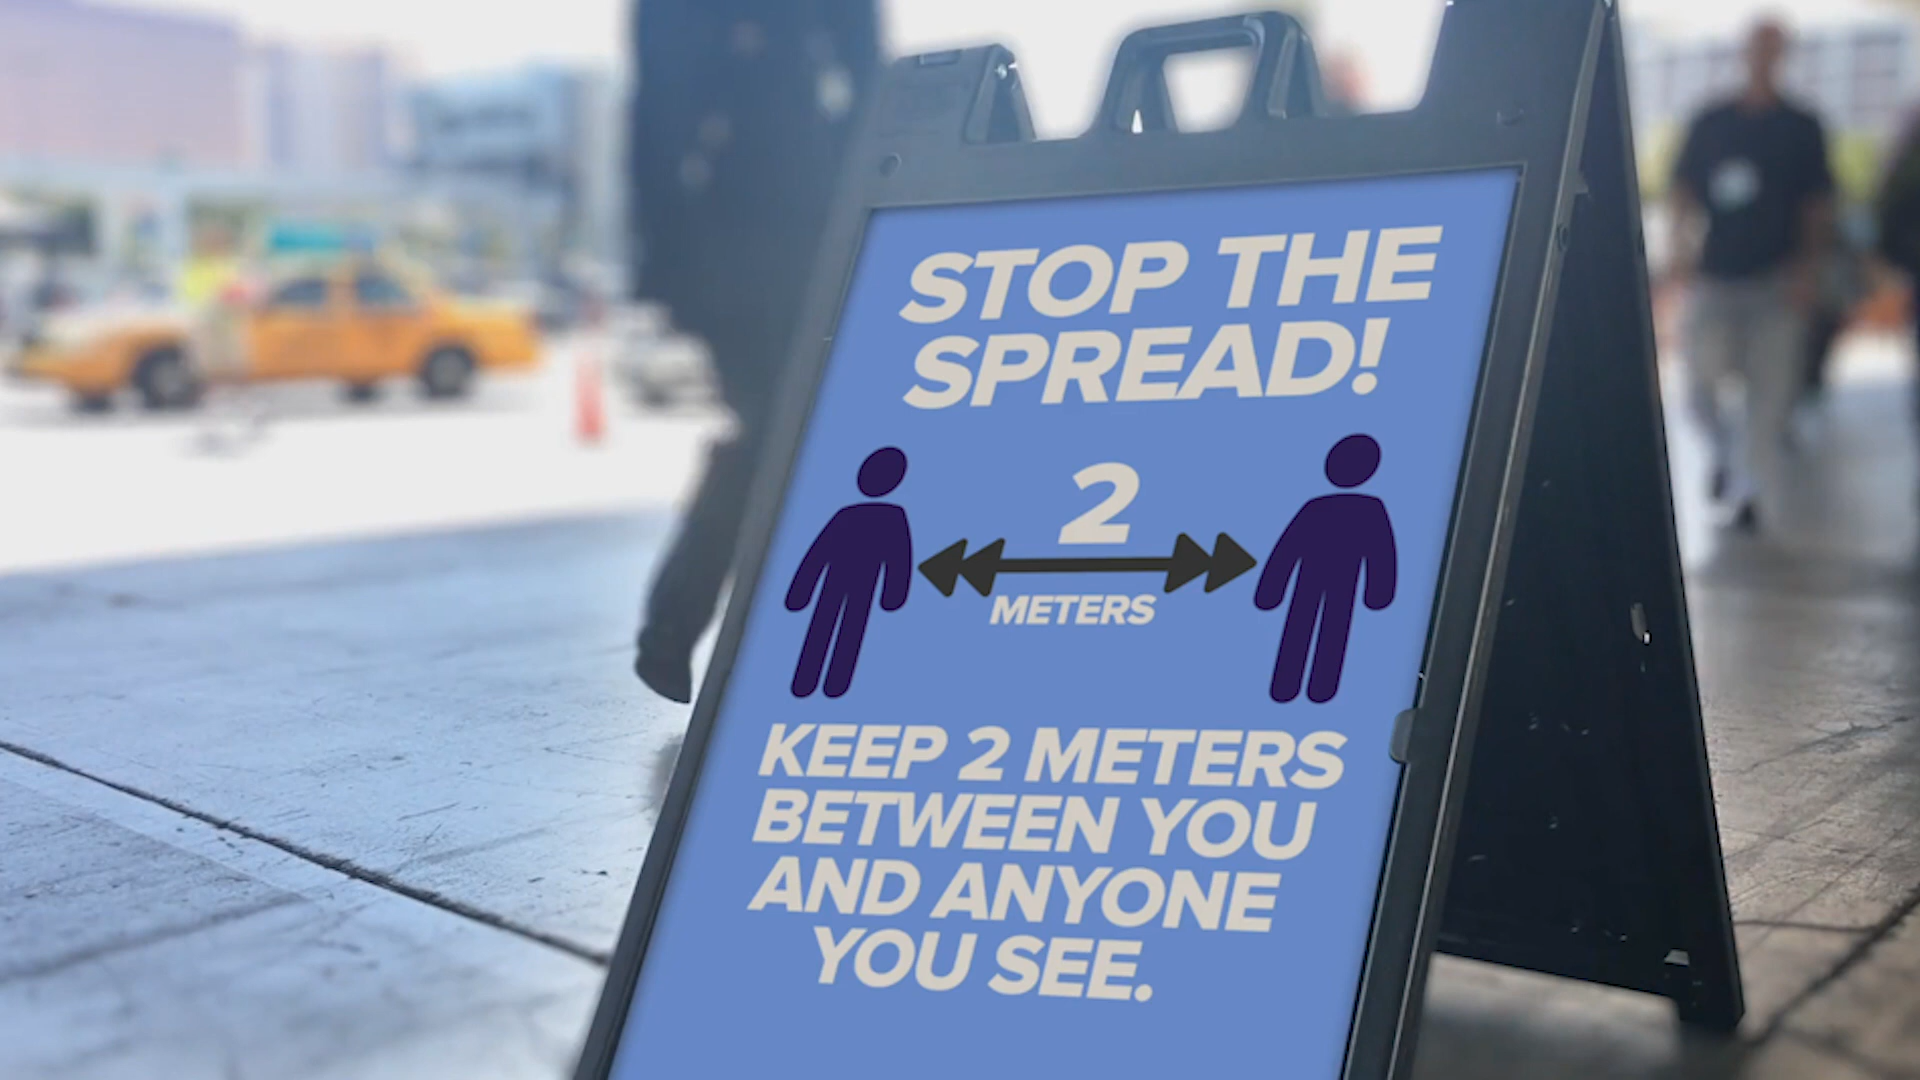 STOP THE
SPREAD!
2
METERS
KEEP 2 METERS
BETWEEN YOU
AND ANYONE
YOU SEE.